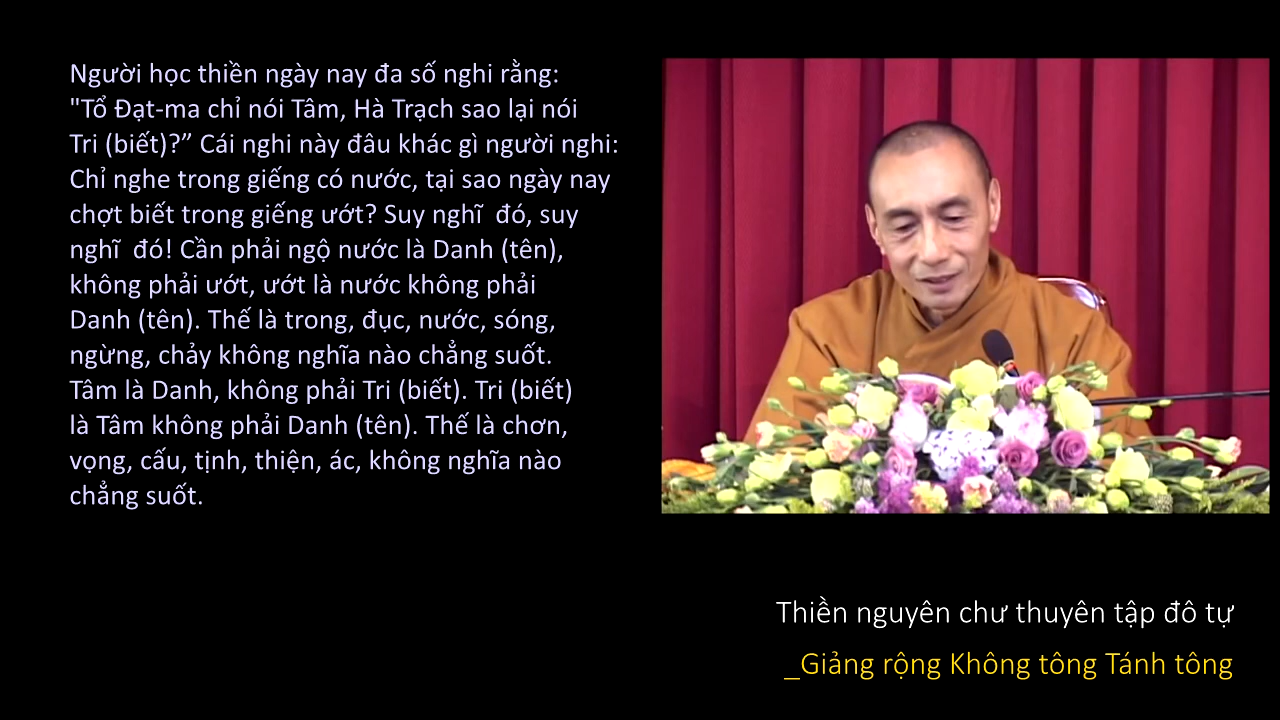 Người học thiền ngày nay đa số nghi rằng:
"Tổ Đạt-ma chỉ nói Tâm, Hà Trạch sao lại nói
Tri (biết)?” Cái nghi này đâu khác gì người nghi:
Chỉ nghe trong giếng có nước, tại sao ngày nay
chợt biết trong giếng ướt? Suy nghĩ  đó, suy
nghĩ  đó! Cần phải ngộ nước là Danh (tên),
không phải ướt, ướt là nước không phải
Danh (tên). Thế là trong, đục, nước, sóng,
ngừng, chảy không nghĩa nào chẳng suốt.
Tâm là Danh, không phải Tri (biết). Tri (biết)
là Tâm không phải Danh (tên). Thế là chơn,
vọng, cấu, tịnh, thiện, ác, không nghĩa nào
chẳng suốt.
Thiền nguyên chư thuyên tập đô tự
_Giảng rộng Không tông Tánh tông